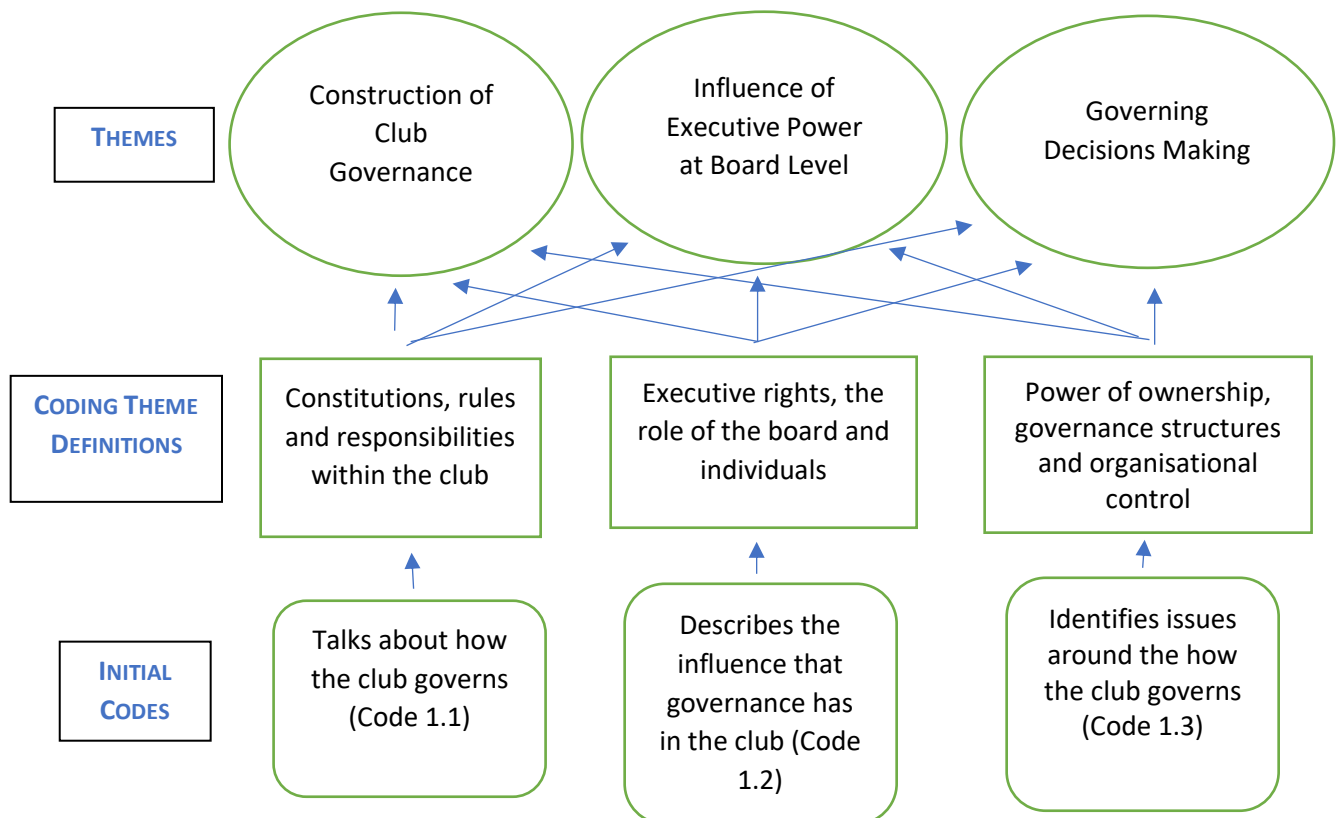 THEMES
Construction of
Club
Governance
Influence of
Executive Power
at Board Level
Governing
Decisions Making
CODING THEME
DEFINITIONS
Constitutions, rules
and responsibilities
within the club
Executive rights, the
role of the board and
individuals
Power of ownership,
governance structures
and organisational
control
INITIAL
CODES
Talks about how
the club governs
(Code 1.1)
Describes the
influence that
governance has
in the club (Code
1.2)
Identifies issues
around the how
the club governs
(Code 1.3)